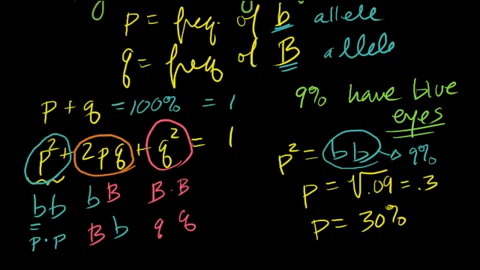 p = freq. of b allele
q = freq of B allele
p + q = 100% = 1
p² + 2pq + q² = 1
bb bB B·B
p·p Bb q q
9% have blue
eyes
p² = bb → 9%
p = √.09 = .3
p = 30%